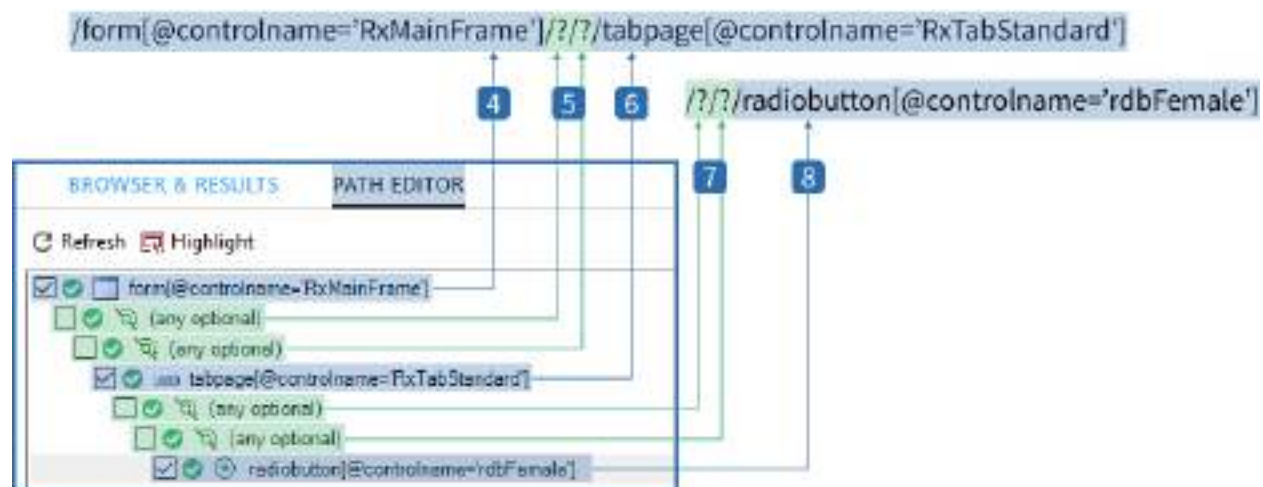 /form[@controlname='RxMainFrame']/?/?/tabpage[@controlname='RxTabStandard']
4 5 6 /?/?/radiobutton[@controlname='rdbFemale']
BROWSER & RESULTS PATH EDITOR 7 8
Refresh Highlight
form[@controlname='RxMainFrame']
(any optional)
(any optional)
tabpage[@controlname='RxTabStandard']
(any optional)
(any optional)
radiobutton[@controlname='rdbFemale']